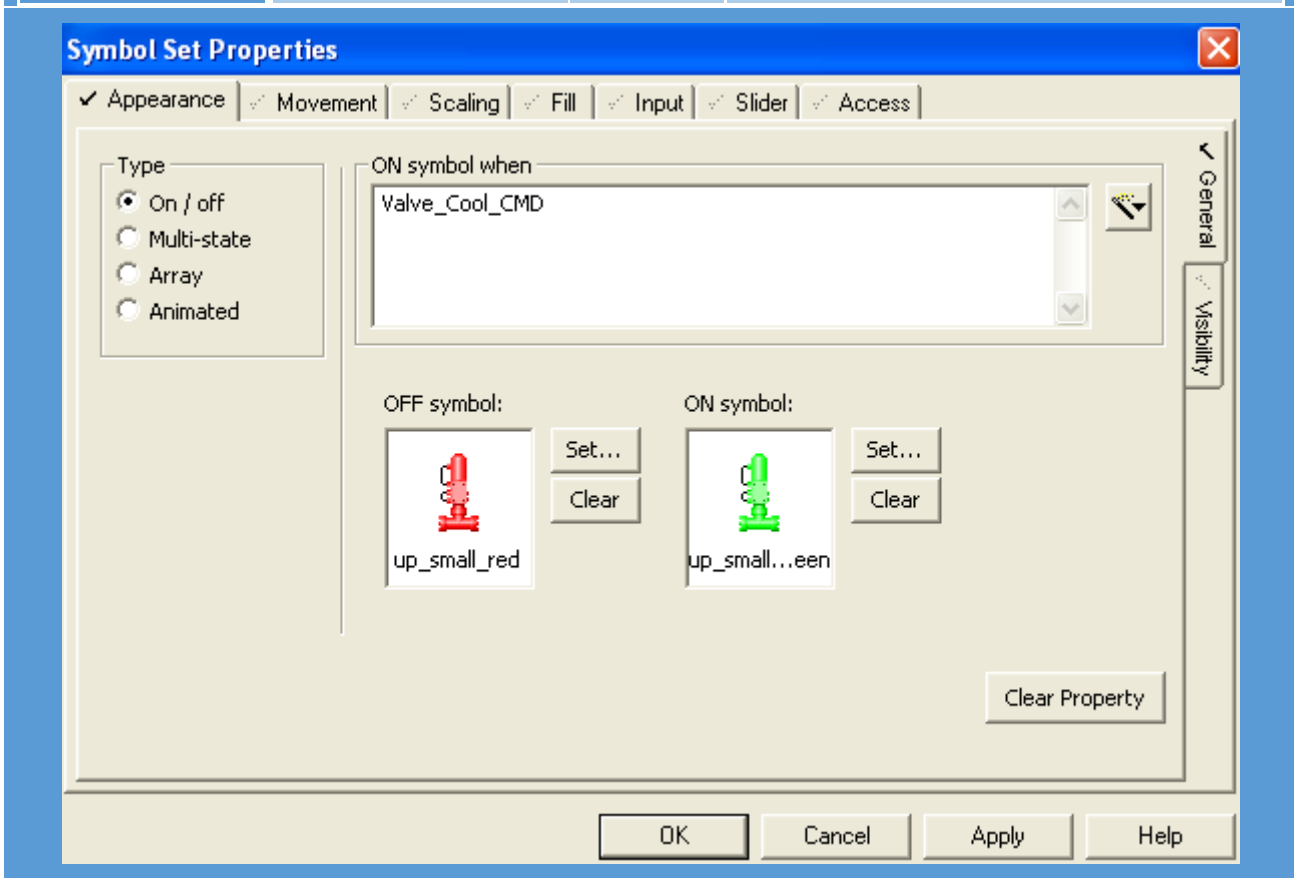 Symbol Set Properties
Appearance Movement Scaling Fill Input Slider Access
Type
On / off
Multi-state
Array
Animated
ON symbol when
Valve_Cool_CMD
General
Visibility
OFF symbol:
ON symbol:
Set...
Clear
Set...
Clear
up_small_red
up_small...een
Clear Property
OK Cancel Apply Help